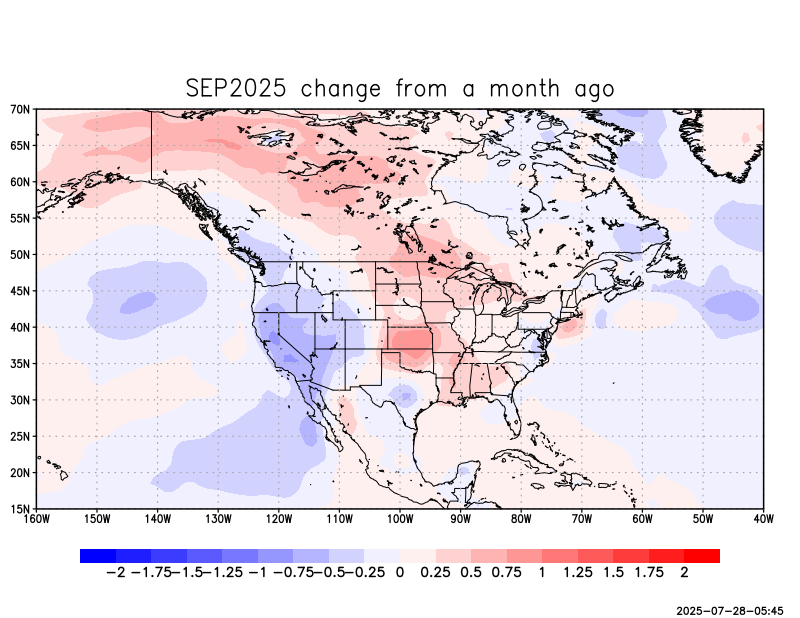 SEP2025 change from a month ago
70N
65N
60N
55N
50N
45N
40N
35N
30N
25N
20N
15N
160W 150W 140W 130W 120W 110W 100W 90W 80W 70W 60W 50W 40W
−2 −1.75 −1.5 −1.25 −1 −0.75 −0.5 −0.25 0 0.25 0.5 0.75 1 1.25 1.5 1.75 2
2025-07-28-05:45